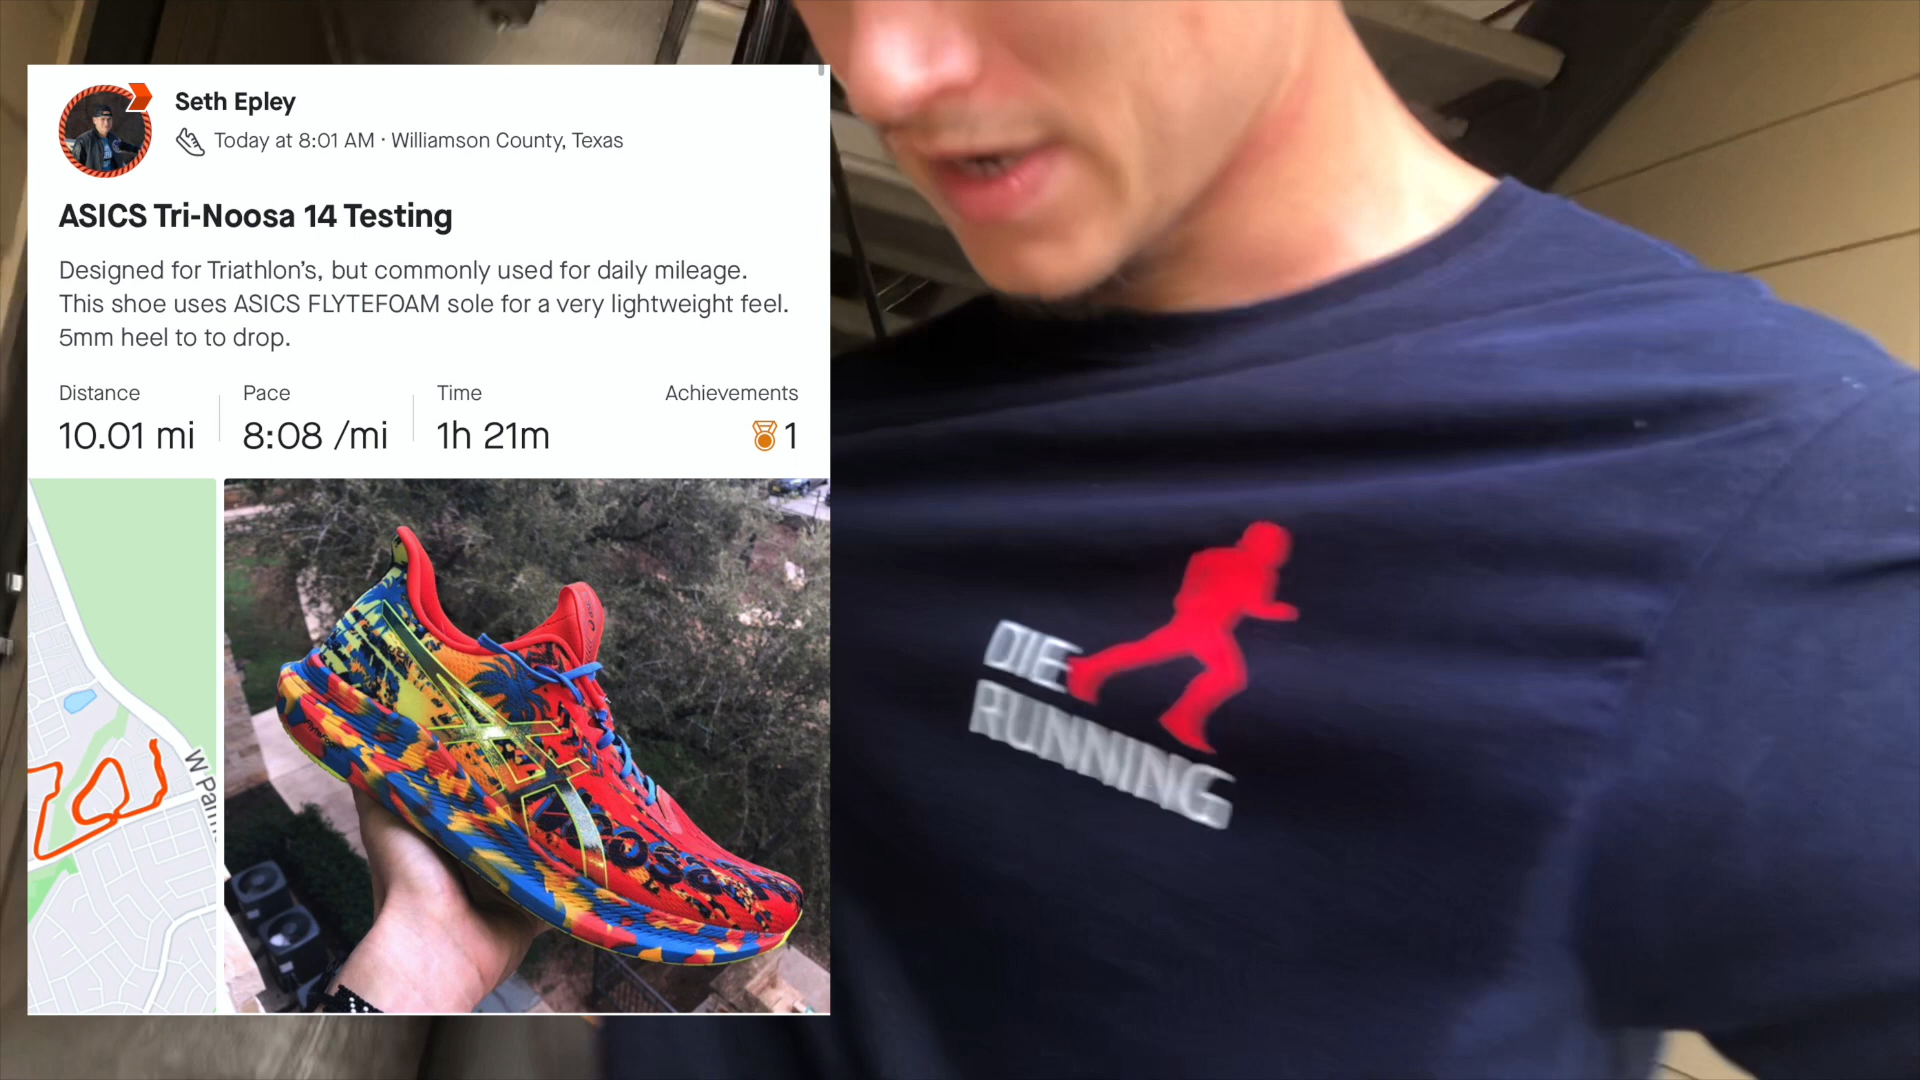 Seth Epley
Today at 8:01 AM · Williamson County, Texas
ASICS Tri-Noosa 14 Testing
Designed for Triathlon's, but commonly used for daily mileage.
This shoe uses ASICS FLYTEFOAM sole for a very lightweight feel.
5mm heel to to drop.
Distance
Pace
Time
Achievements
10.01 mi
8:08 /mi
1h 21m
1
W Parm
noosa
DIE
RUNNING